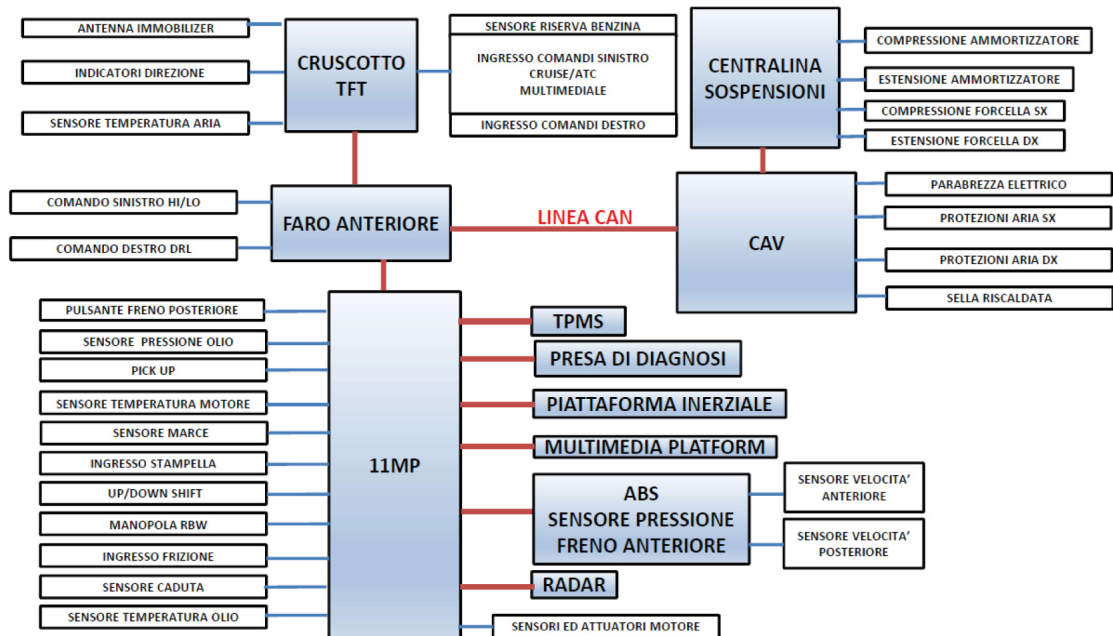 ANTENNA IMMOBILIZER
INDICATORI DIREZIONE
SENSORE TEMPERATURA ARIA
CRUSCOTTO
TFT
SENSORE RISERVA BENZINA
INGRESSO COMANDI SINISTRO
CRUISE/ATC
MULTIMEDIALE
INGRESSO COMANDI DESTRO
CENTRALINA
SOSPENSIONI
COMPRESSIONE AMMORTIZZATORE
ESTENSIONE AMMORTIZZATORE
COMPRESSIONE FORCELLA SX
ESTENSIONE FORCELLA DX
COMANDO SINISTRO HI/LO
COMANDO DESTRO DRL
FARO ANTERIORE
LINEA CAN
CAV
PARABREZZA ELETTRICO
PROTEZIONI ARIA SX
PROTEZIONI ARIA DX
SELLA RISCALDATA
PULSANTE FRENO POSTERIORE
SENSORE PRESSIONE OLIO
PICK UP
SENSORE TEMPERATURA MOTORE
SENSORE MARCE
INGRESSO STAMPELLA
UP/DOWN SHIFT
MANOPOLA RBW
INGRESSO FRIZIONE
SENSORE CADUTA
SENSORE TEMPERATURA OLIO
11MP
TPMS
PRESA DI DIAGNOSI
PIATTAFORMA INERZIALE
MULTIMEDIA PLATFORM
ABS
SENSORE PRESSIONE
FRENO ANTERIORE
SENSORE VELOCITA'
ANTERIORE
SENSORE VELOCITA'
POSTERIORE
RADAR
SENSORI ED ATTUATORI MOTORE